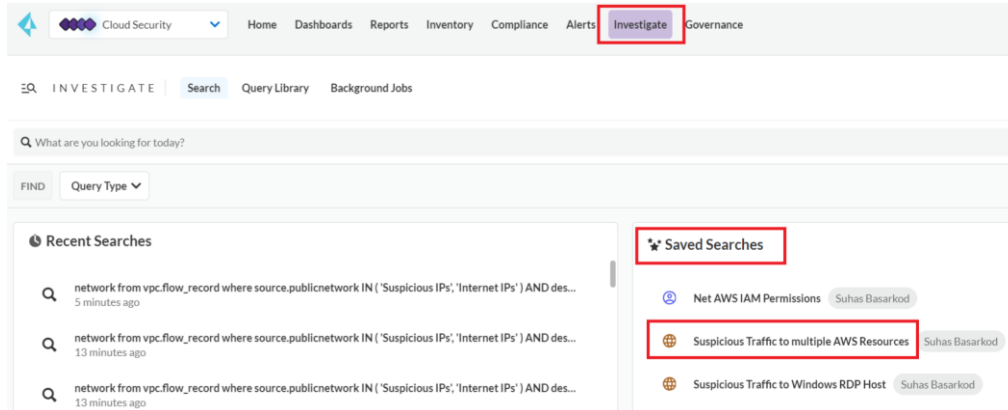 Cloud Security
Home Dashboards Reports Inventory Compliance Alerts Investigate Governance
INVESTIGATE Search Query Library Background Jobs
What are you looking for today?
FIND Query Type
Recent Searches
network from vpc.flow_record where source.publicnetwork IN ( 'Suspicious IPs', 'Internet IPs' ) AND des...
5 minutes ago
network from vpc.flow_record where source.publicnetwork IN ( 'Suspicious IPs', 'Internet IPs' ) AND des...
13 minutes ago
network from vpc.flow_record where source.publicnetwork IN ( 'Suspicious IPs', 'Internet IPs' ) AND des...
13 minutes ago
Saved Searches
Net AWS IAM Permissions Suhas Basarkod
Suspicious Traffic to multiple AWS Resources Suhas Basarkod
Suspicious Traffic to Windows RDP Host Suhas Basarkod